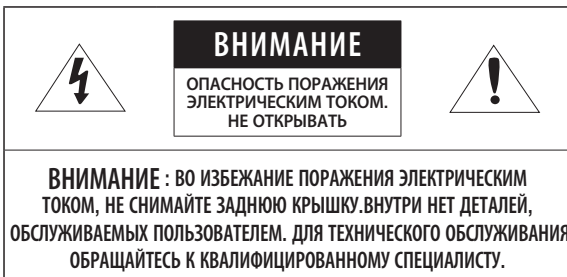 ВНИМАНИЕ
ОПАСНОСТЬ ПОРАЖЕНИЯ
ЭЛЕКТРИЧЕСКИМ ТОКОМ.
НЕ ОТКРЫВАТЬ
ВНИМАНИЕ : ВО ИЗБЕЖАНИЕ ПОРАЖЕНИЯ ЭЛЕКТРИЧЕСКИМ
ТОКОМ, НЕ СНИМАЙТЕ ЗАДНЮЮ КРЫШКУ.ВНУТРИ НЕТ ДЕТАЛЕЙ,
ОБСЛУЖИВАЕМЫХ ПОЛЬЗОВАТЕЛЕМ. ДЛЯ ТЕХНИЧЕСКОГО ОБСЛУЖИВАНИЯ
ОБРАЩАЙТЕСЬ К КВАЛИФИЦИРОВАННОМУ СПЕЦИАЛИСТУ.